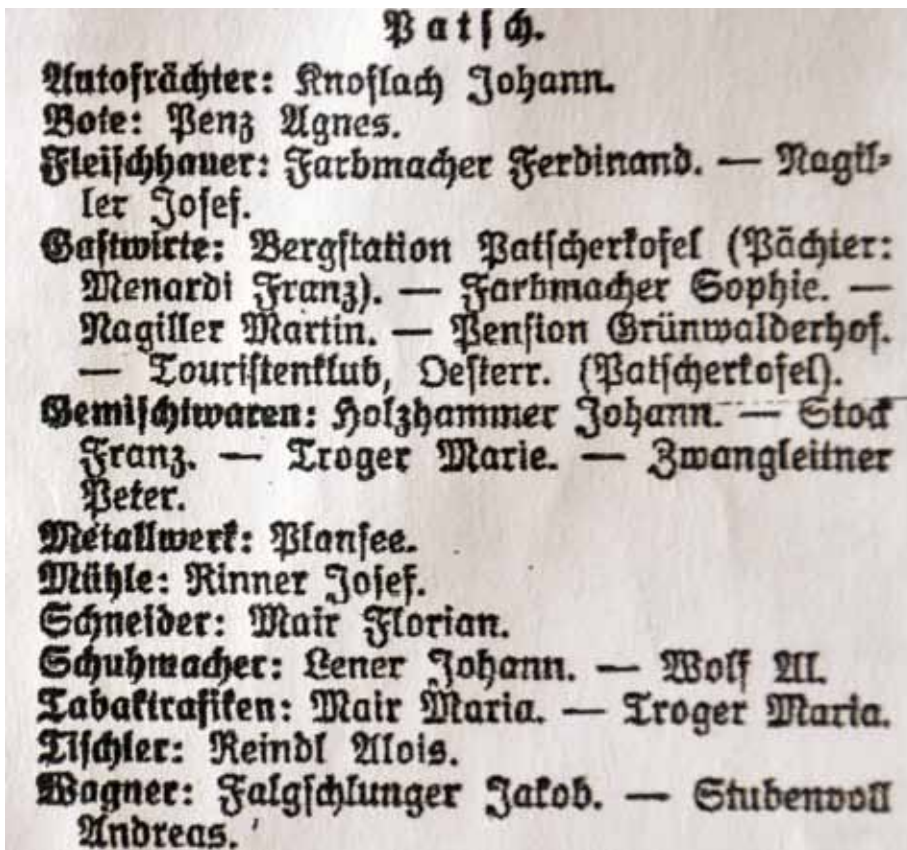 Patsch.
Autofrächter: Knoflach Johann.
Bote: Penz Agnes.
Fleischhauer: Farbmacher Ferdinand. — Nagil-
ler Josef.
Gastwirte: Bergstation Patscherkofel (Pächter:
Menardi Franz). — Farbmacher Sophie. —
Nagiller Martin. — Pension Grünwalderhof.
— Touristenklub, Oesterr. (Patscherkofel).
Gemischtwaren: Holzhammer Johann. — Stock
Franz. — Troger Marie. — Zwangleitner
Peter.
Metallwerk: Plansee.
Mühle: Rinner Josef.
Schneider: Mair Florian.
Schuhmacher: Lener Johann. — Wolf Al.
Tabaktrafiken: Mair Maria. — Troger Maria.
Tischler: Reindl Alois.
Wagner: Falgschlunger Jakob. — Stubenvoll
Andreas.